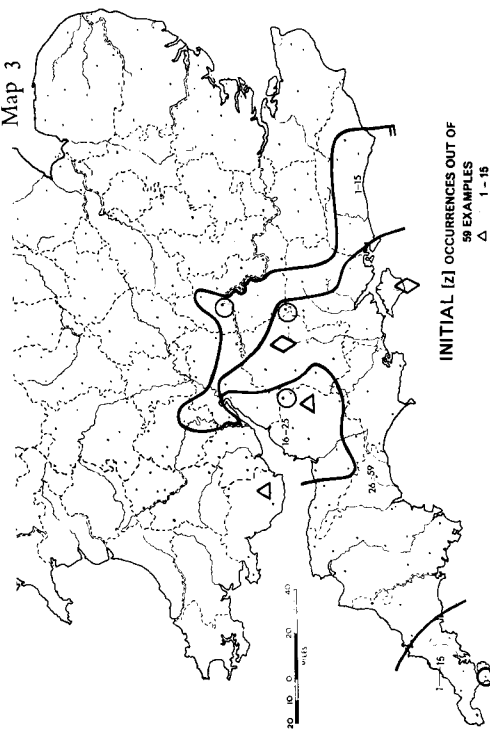 Map 3
1-15
16-25
26-59
1-15
20 10 0 20 40
MILES
INITIAL [z] OCCURRENCES OUT OF
59 EXAMPLES
△ 1 - 15